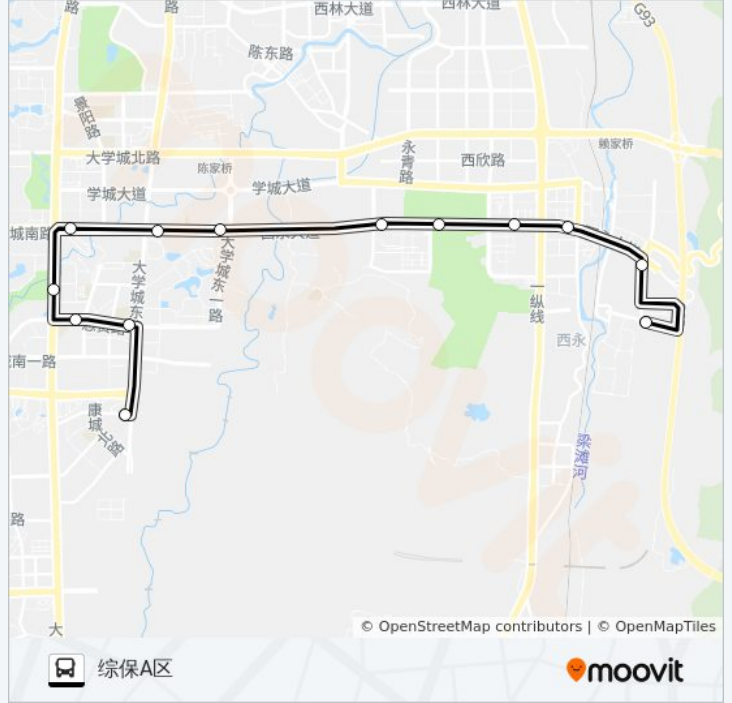 路
路
西林大道
西林大道
G93
陈东路
景阳路
永青路
大学城北路
陈家桥
西欣路
赖家桥
学城大道
学城大道
城南路
大学城东一路
大学城东
一纵线
西永
南一路
康城北路
梁滩河
路
大
© OpenStreetMap contributors | © OpenMapTiles
综保A区
moovit